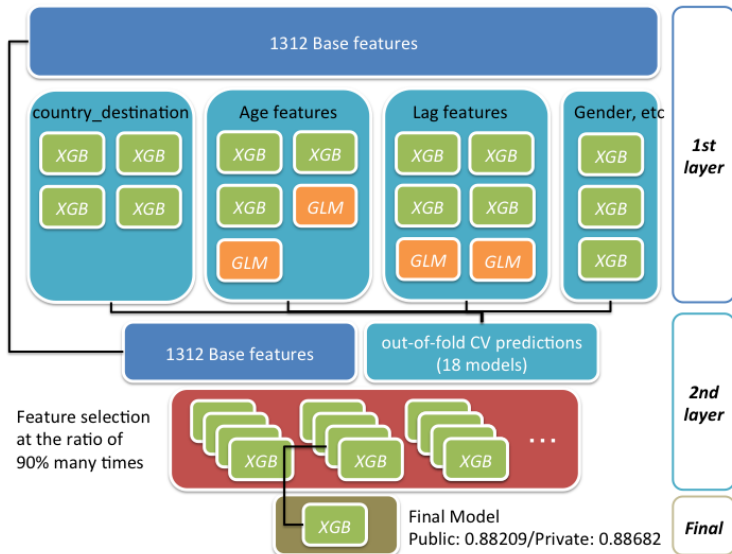 1312 Base features
country_destination
Age features
Lag features
Gender, etc
XGB XGB
XGB XGB
XGB XGB
XGB
XGB XGB
XGB GLM
XGB XGB
XGB
GLM
GLM GLM
XGB
1st
layer
1312 Base features
out-of-fold CV predictions
(18 models)
2nd
layer
Feature selection
at the ratio of
90% many times
XGB
XGB
XGB
...
XGB
Final Model
Public: 0.88209/Private: 0.88682
Final